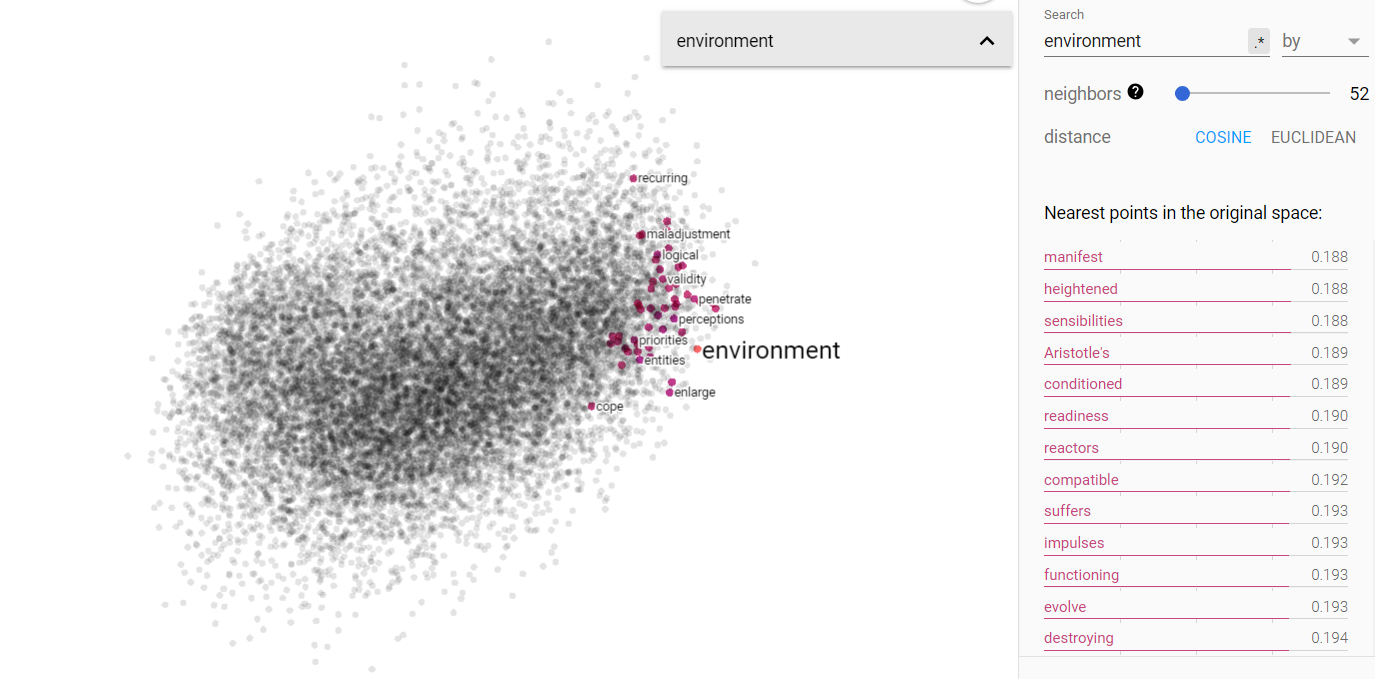 environment
recurring
maladjustment
logical
validity
penetrate
perceptions
priorities
environment
entities
enlarge
cope
Search
environment .* by
neighbors ? 52
distance COSINE EUCLIDEAN
Nearest points in the original space:
manifest 0.188
heightened 0.188
sensibilities 0.188
Aristotle's 0.189
conditioned 0.189
readiness 0.190
reactors 0.190
compatible 0.192
suffers 0.193
impulses 0.193
functioning 0.193
evolve 0.193
destroying 0.194